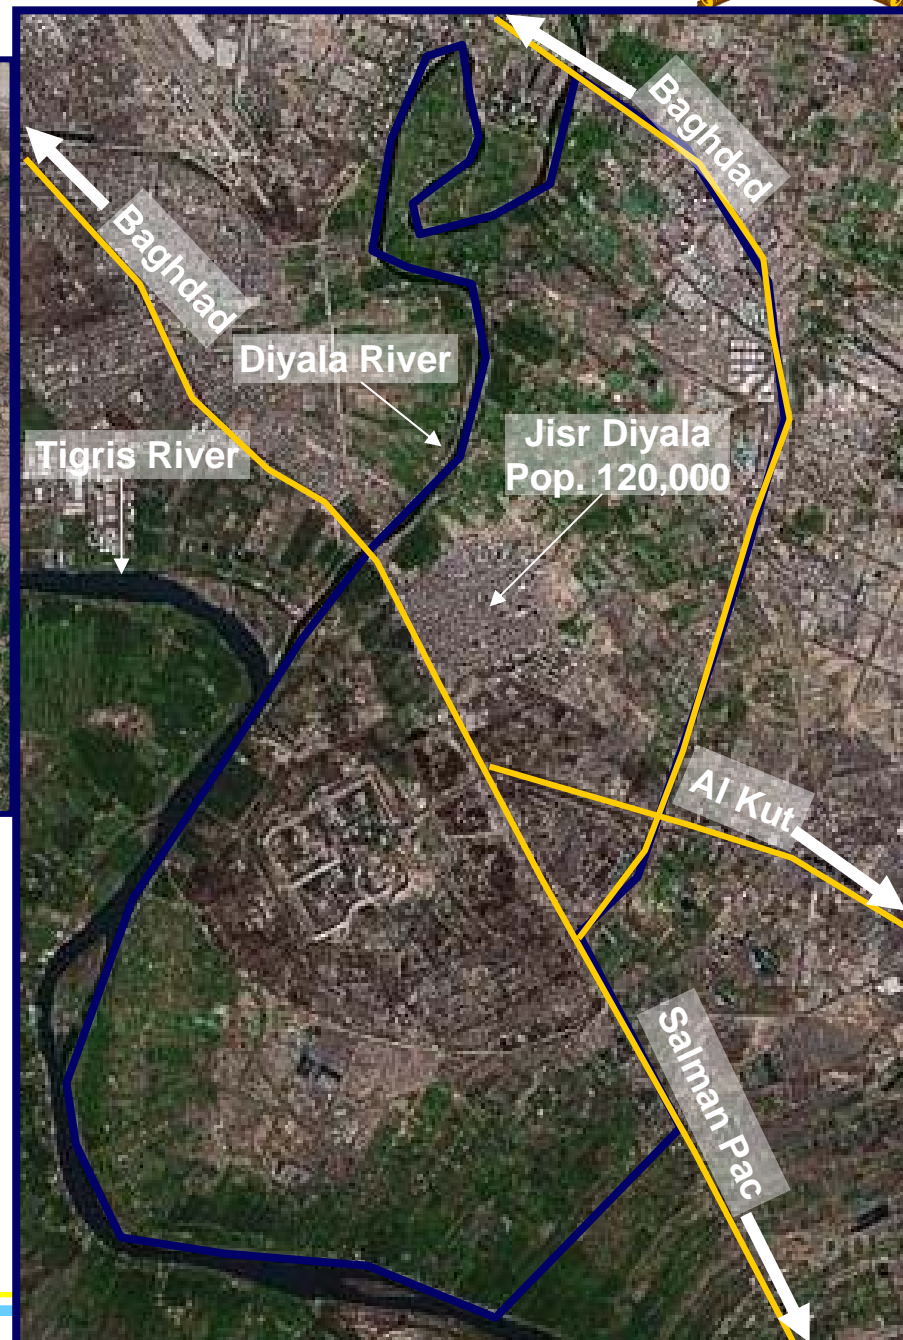 Baghdad
Baghdad
Diyala River
Jisr Diyala
Pop. 120,000
Tigris River
Al Kut
Salman Pac